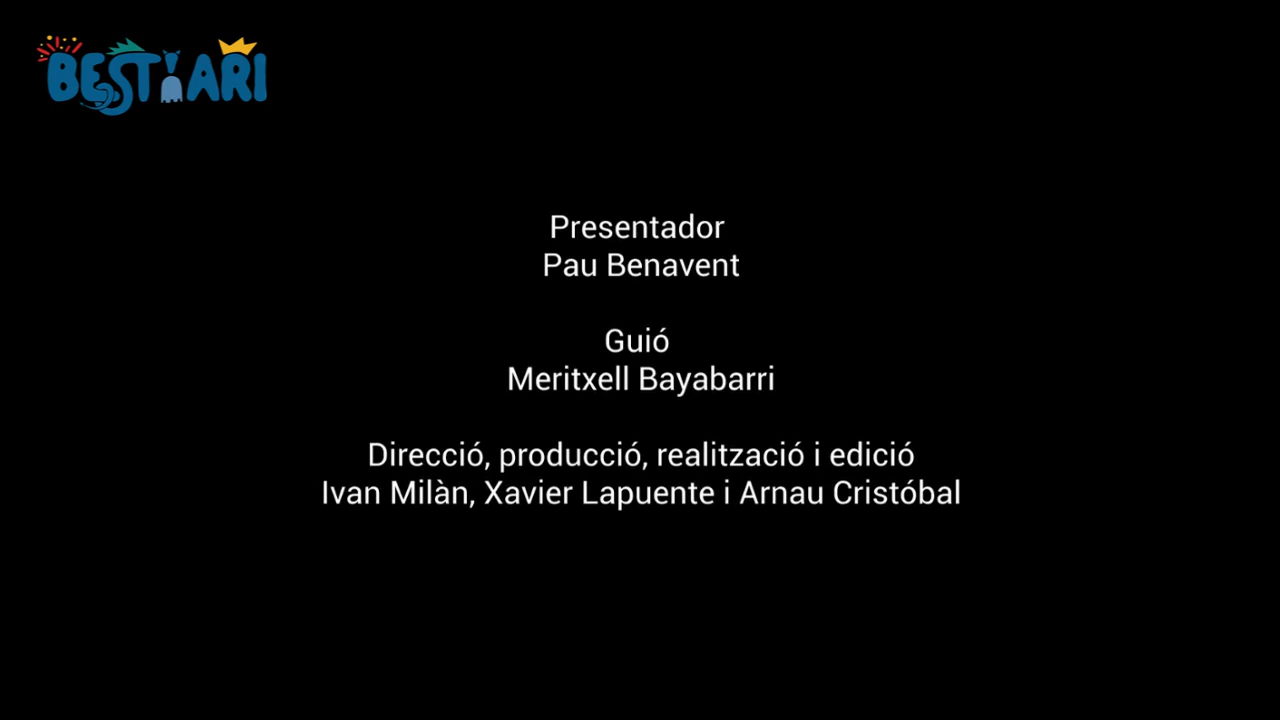 BESTIARI
Presentador
Pau Benavent
Guió
Meritxell Bayabarri
Direcció, producció, realització i edició
Ivan Milàn, Xavier Lapuente i Arnau Cristóbal